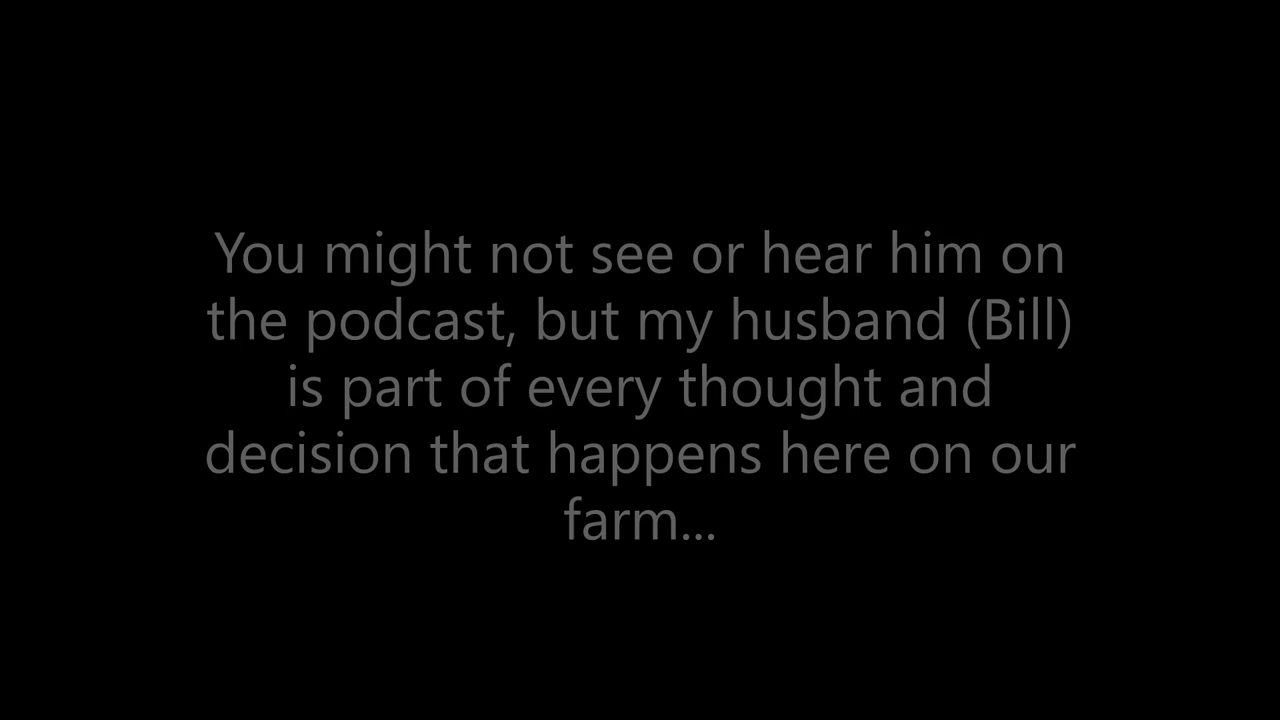 You might not see or hear him on
the podcast, but my husband (Bill)
is part of every thought and
decision that happens here on our
farm...